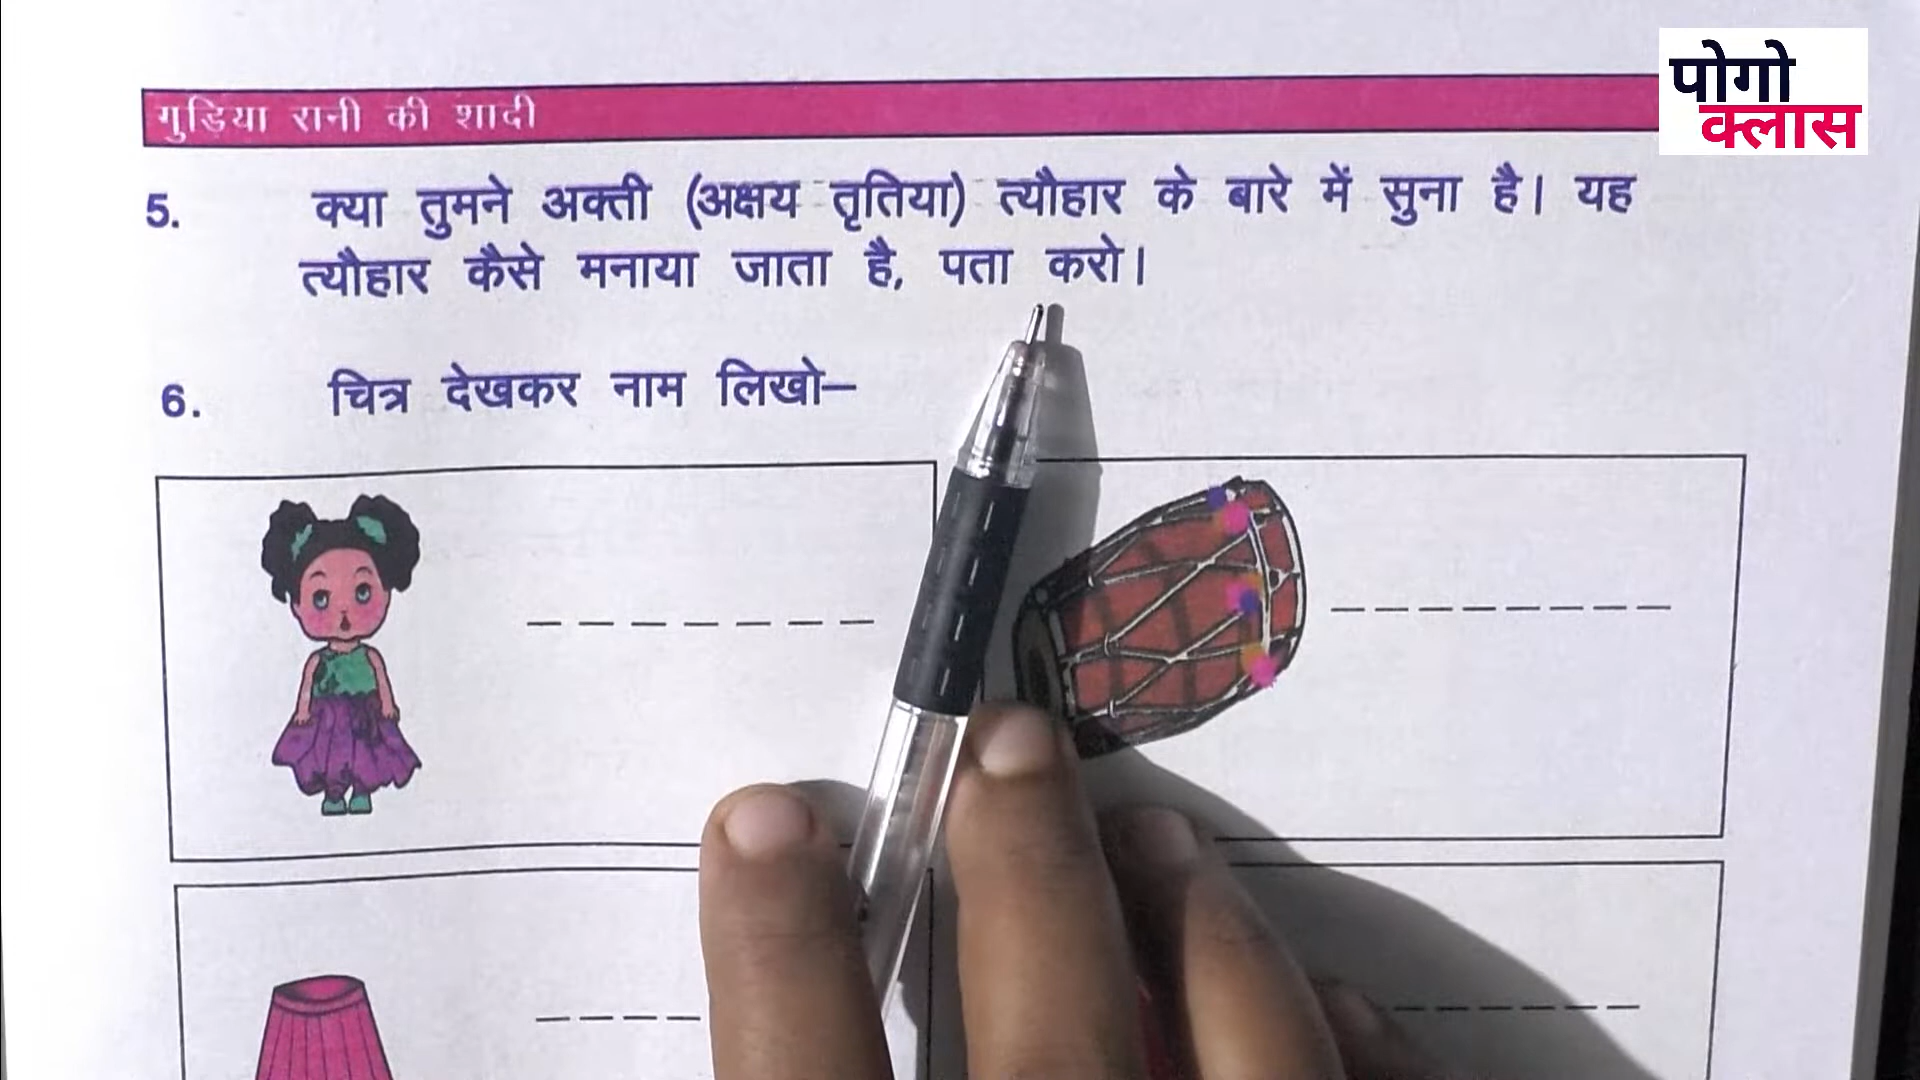 पोगो
क्लास
गुड़िया रानी की शादी
5. क्या तुमने अक्ती (अक्षय तृतिया) त्यौहार के बारे में सुना है। यह
त्यौहार कैसे मनाया जाता है, पता करो।
6. चित्र देखकर नाम लिखो–